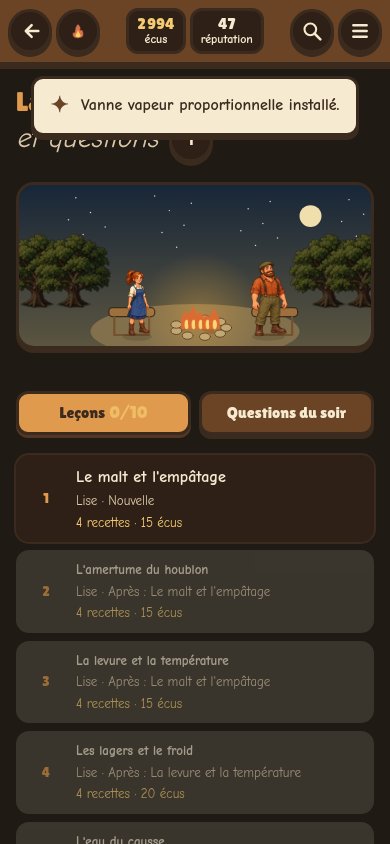 2 994
écus
47
réputation
Vanne vapeur proportionnelle installé.
et questions
Leçons 0/10
Questions du soir
1
Le malt et l'empâtage
Lise · Nouvelle
4 recettes · 15 écus
2
L'amertume du houblon
Lise · Après : Le malt et l'empâtage
4 recettes · 15 écus
3
La levure et la température
Lise · Après : Le malt et l'empâtage
4 recettes · 15 écus
4
Les lagers et le froid
Lise · Après : La levure et la température
4 recettes · 20 écus
L'eau du causse